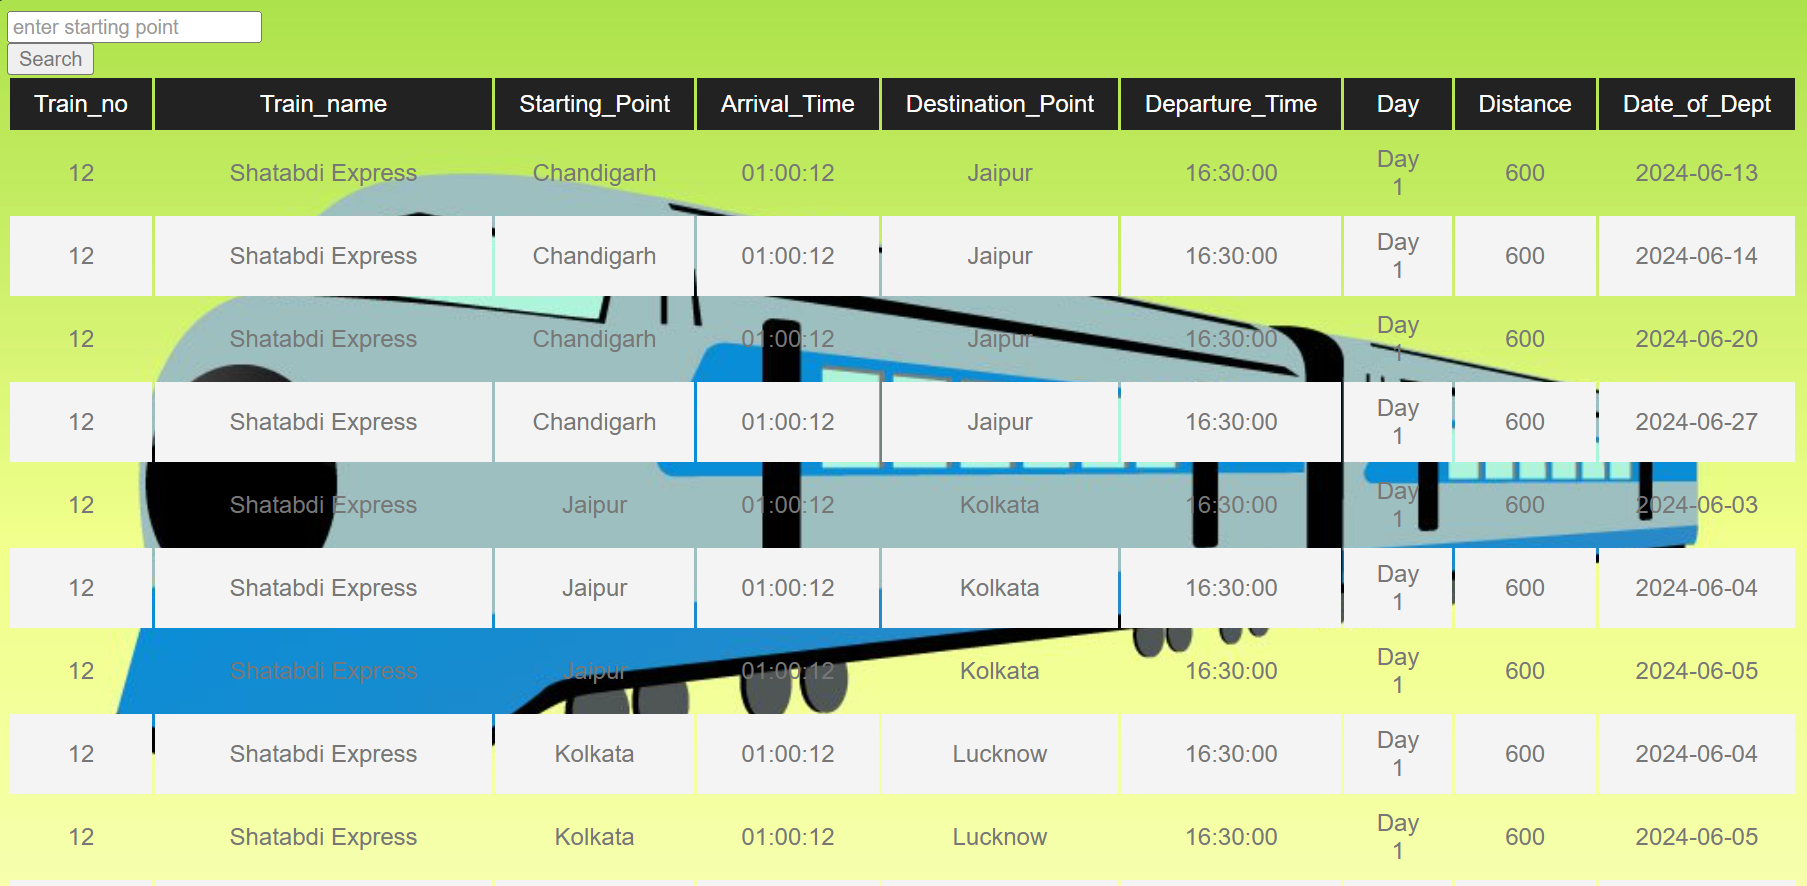 enter starting point
Search
Train_no Train_name Starting_Point Arrival_Time Destination_Point Departure_Time Day Distance Date_of_Dept
12 Shatabdi Express Chandigarh 01:00:12 Jaipur 16:30:00 Day 1 600 2024-06-13
12 Shatabdi Express Chandigarh 01:00:12 Jaipur 16:30:00 Day 1 600 2024-06-14
12 Shatabdi Express Chandigarh 01:00:12 Jaipur 16:30:00 Day 1 600 2024-06-20
12 Shatabdi Express Chandigarh 01:00:12 Jaipur 16:30:00 Day 1 600 2024-06-27
12 Shatabdi Express Jaipur 01:00:12 Kolkata 16:30:00 Day 1 600 2024-06-03
12 Shatabdi Express Jaipur 01:00:12 Kolkata 16:30:00 Day 1 600 2024-06-04
12 Shatabdi Express Jaipur 01:00:12 Kolkata 16:30:00 Day 1 600 2024-06-05
12 Shatabdi Express Kolkata 01:00:12 Lucknow 16:30:00 Day 1 600 2024-06-04
12 Shatabdi Express Kolkata 01:00:12 Lucknow 16:30:00 Day 1 600 2024-06-05